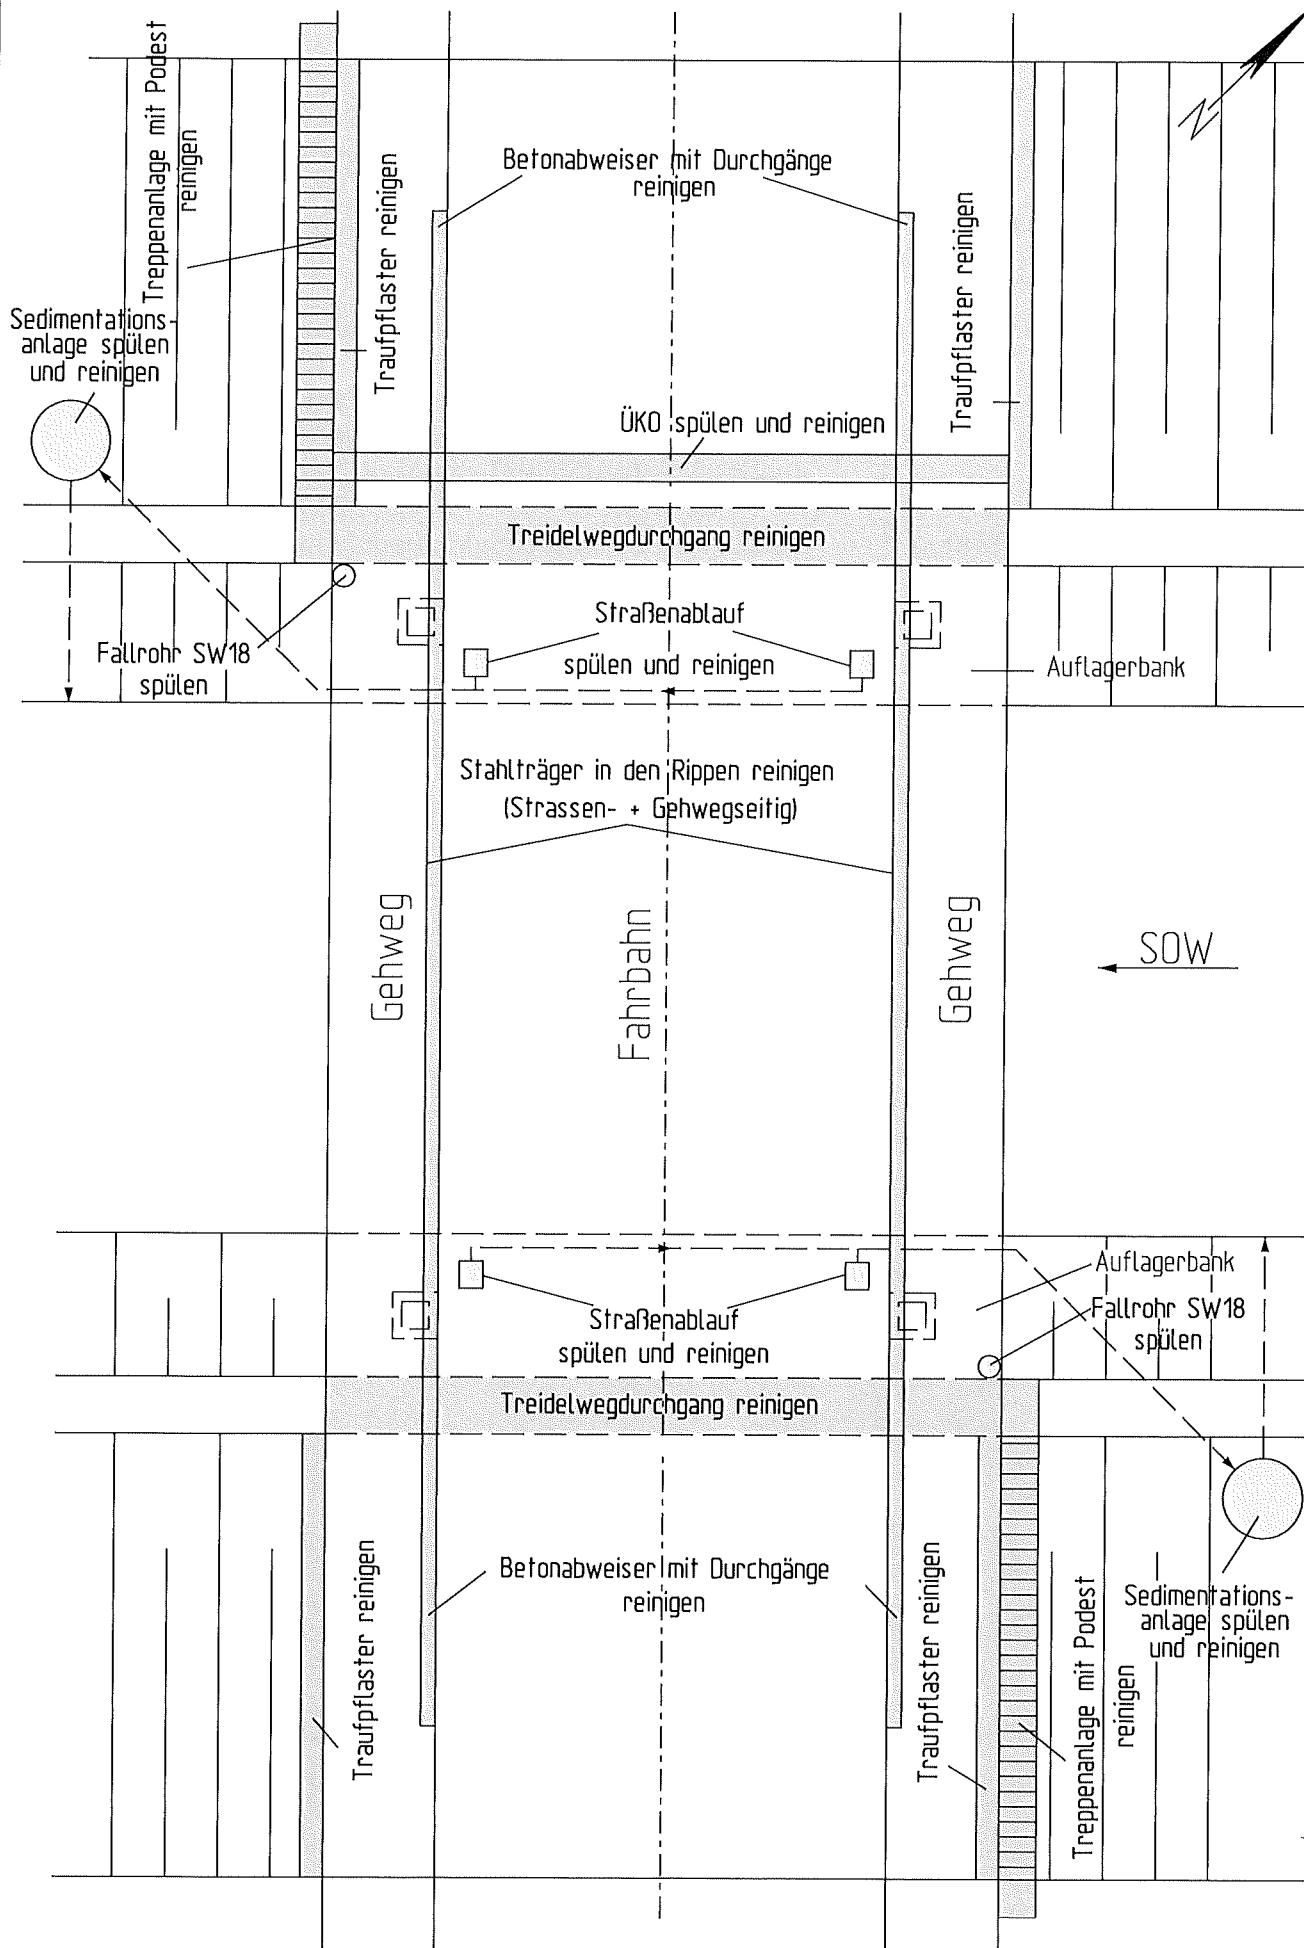 N
Treppenanlage mit Podest
reinigen
Betonabweiser mit Durchgänge
reinigen
Traufpflaster reinigen
Traufpflaster reinigen
Sedimentations-
anlage spülen
und reinigen
ÜKO spülen und reinigen
Treidelwegdurchgang reinigen
Straßenablauf
spülen und reinigen
Fallrohr SW18
spülen
Auflagerbank
Stahlträger in den Rippen reinigen
(Strassen- + Gehwegseitig)
Gehweg
Fahrbahn
Gehweg
SOW
Auflagerbank
Fallrohr SW18
spülen
Straßenablauf
spülen und reinigen
Treidelwegdurchgang reinigen
Betonabweiser mit Durchgänge
reinigen
Traufpflaster reinigen
Traufpflaster reinigen
Treppenanlage mit Podest
reinigen
Sedimentations-
anlage spülen
und reinigen